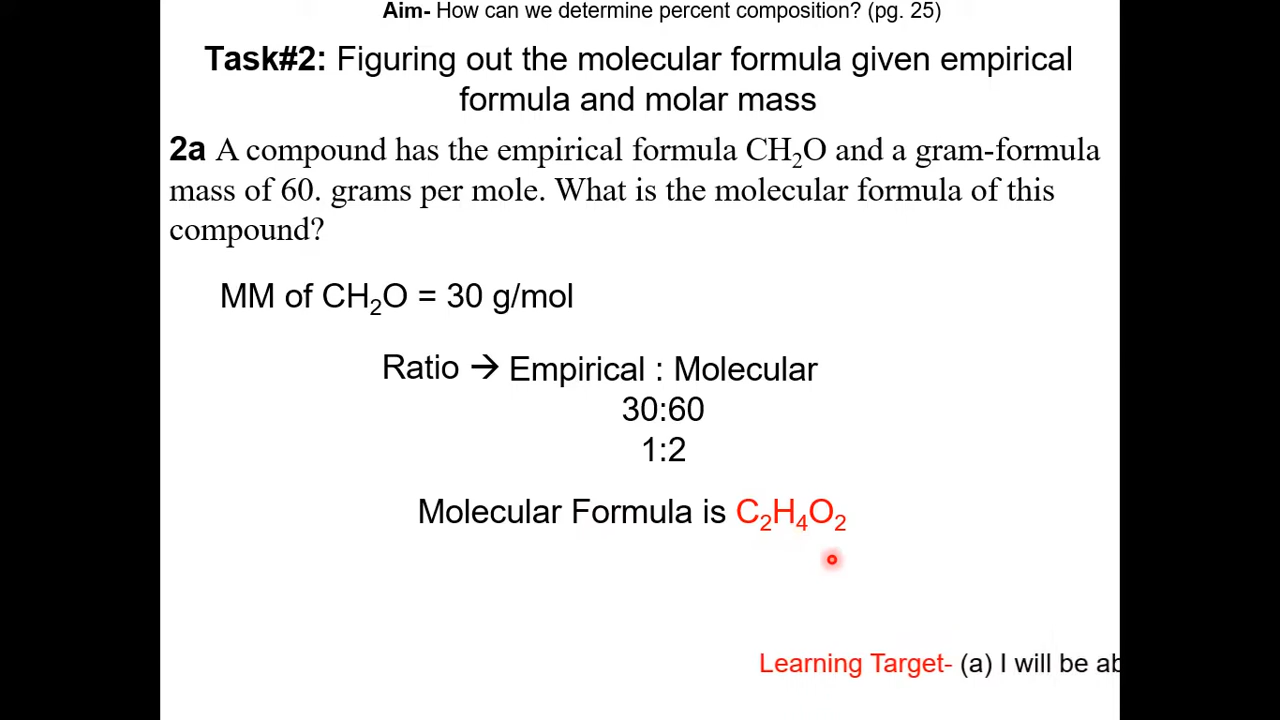 Aim- How can we determine percent composition? (pg. 25)
Task#2: Figuring out the molecular formula given empirical
formula and molar mass
2a A compound has the empirical formula CH₂O and a gram-formula
mass of 60. grams per mole. What is the molecular formula of this
compound?
MM of CH₂O = 30 g/mol
Ratio → Empirical : Molecular
30:60
1:2
Molecular Formula is C₂H₄O₂
Learning Target- (a) I will be ab